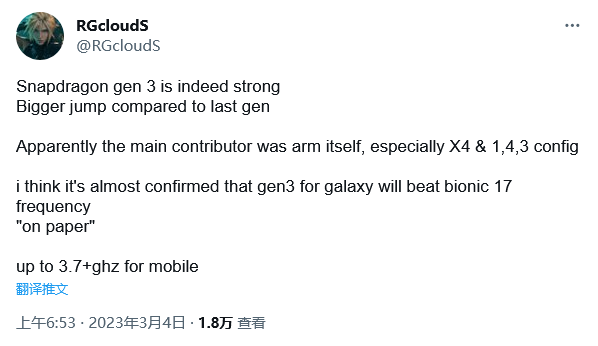 RGcloudS
@RGcloudS
Snapdragon gen 3 is indeed strong
Bigger jump compared to last gen
Apparently the main contributor was arm itself, especially X4 & 1,4,3 config
i think it's almost confirmed that gen3 for galaxy will beat bionic 17
frequency
"on paper"
up to 3.7+ghz for mobile
翻译推文
上午6:53 · 2023年3月4日 · 1.8万 查看